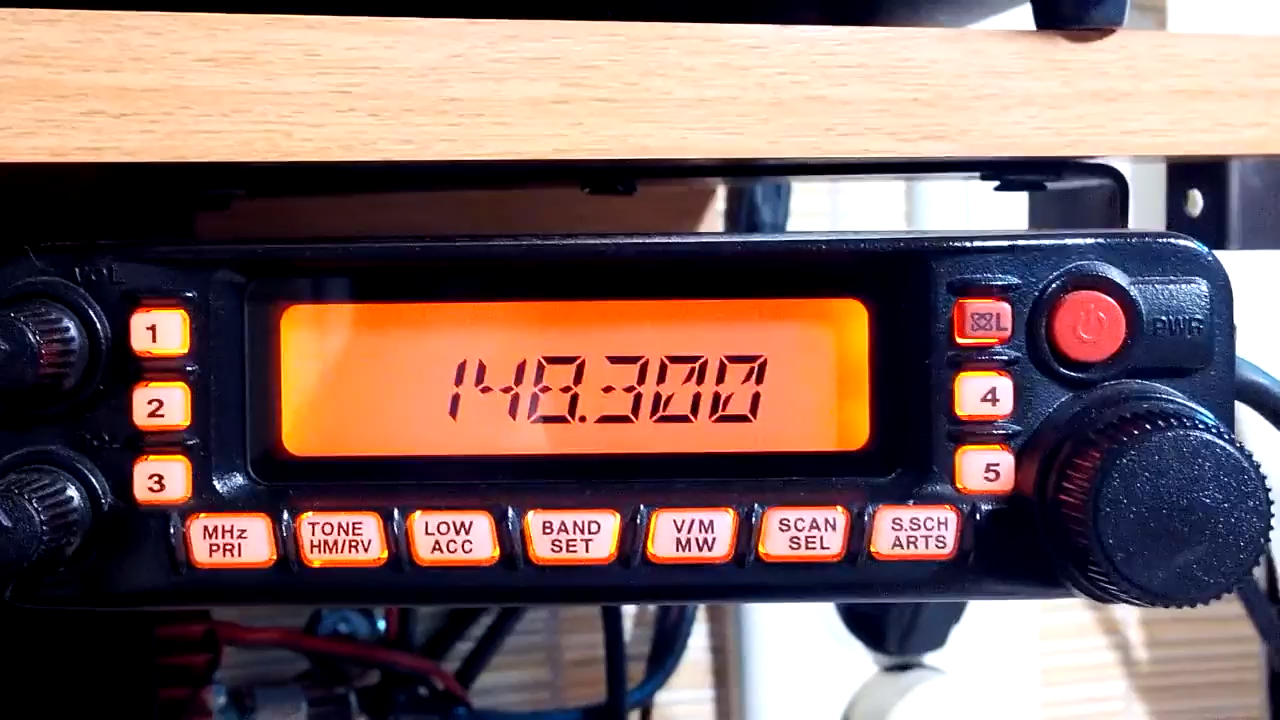 VOL
1
2
3
148.300
L
4
5
PWR
MHz
PRI
TONE
HM/RV
LOW
ACC
BAND
SET
V/M
MW
SCAN
SEL
S.SCH
ARTS